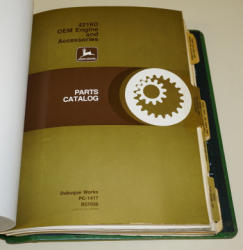 4219D
OEM Engine
and
Accessories
PARTS
CATALOG
Dubuque Works
PC-1417